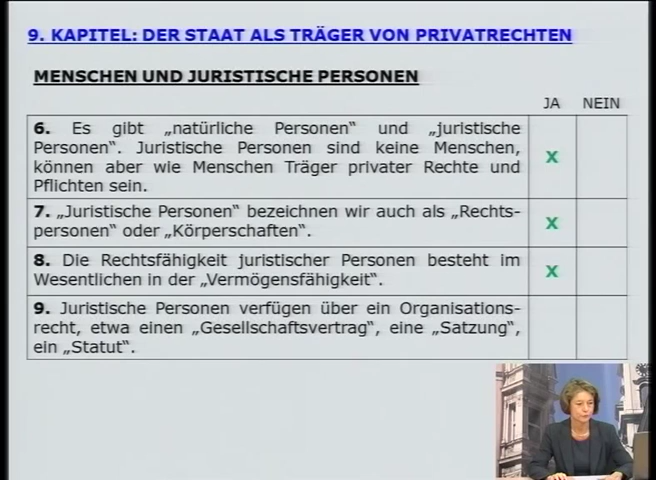 9. KAPITEL: DER STAAT ALS TRÄGER VON PRIVATRECHTEN
MENSCHEN UND JURISTISCHE PERSONEN
JA NEIN
6. Es gibt „natürliche Personen“ und „juristische
Personen“. Juristische Personen sind keine Menschen,
können aber wie Menschen Träger privater Rechte und
Pflichten sein.
X
7. „Juristische Personen“ bezeichnen wir auch als „Rechts-
personen“ oder „Körperschaften“.
X
8. Die Rechtsfähigkeit juristischer Personen besteht im
Wesentlichen in der „Vermögensfähigkeit“.
X
9. Juristische Personen verfügen über ein Organisations-
recht, etwa einen „Gesellschaftsvertrag“, eine „Satzung“,
ein „Statut“.